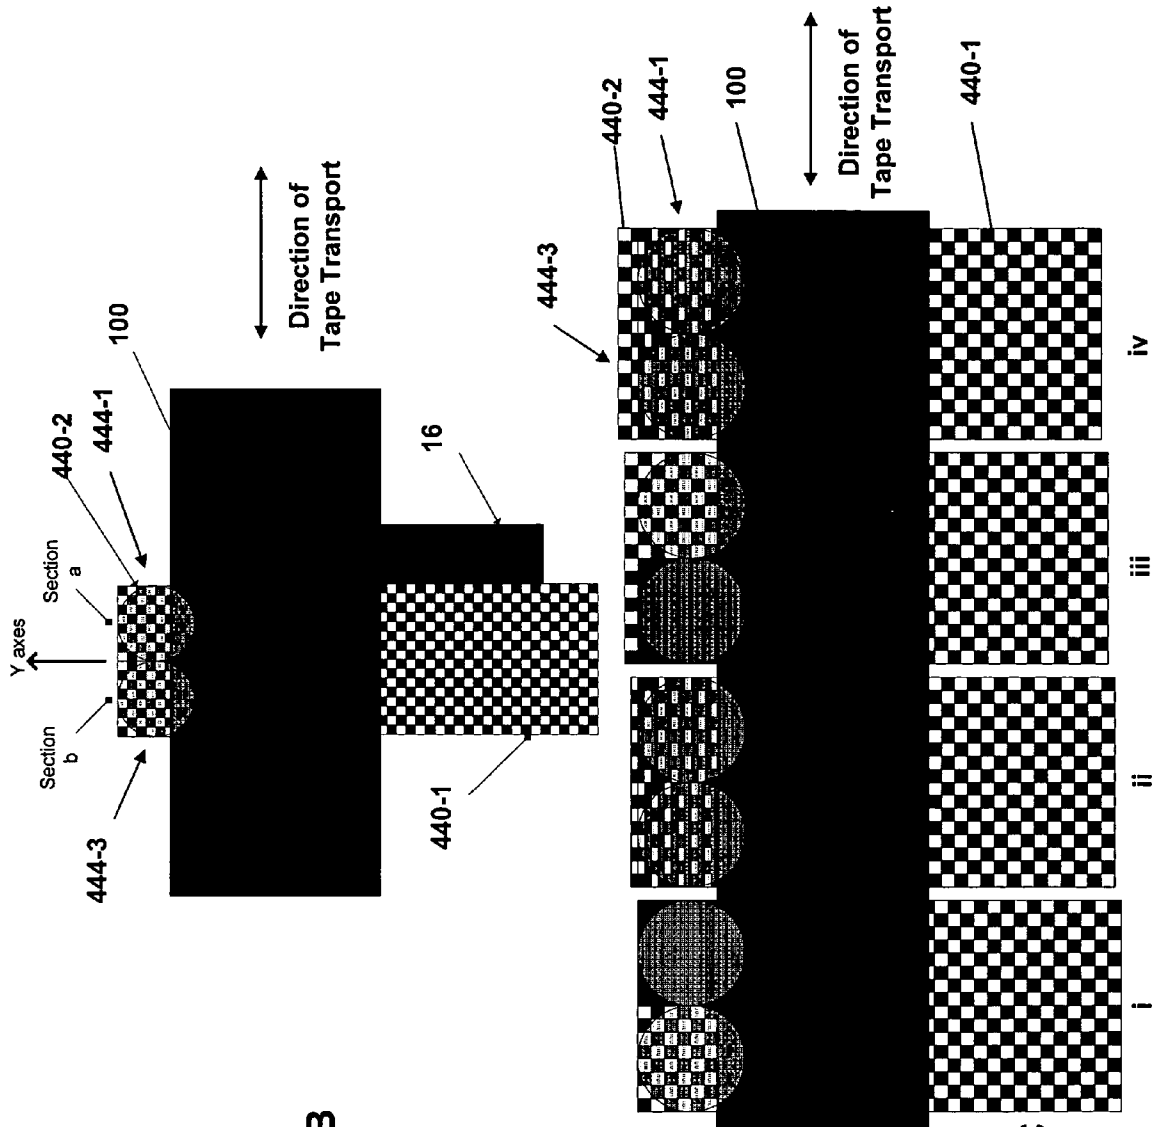 Y axes
Section
a
Section
b
440-2
444-1
100
16
444-3
440-1
Direction of
Tape Transport
B
440-2
444-1
100
444-3
440-1
Direction of
Tape Transport
i
ii
iii
iv